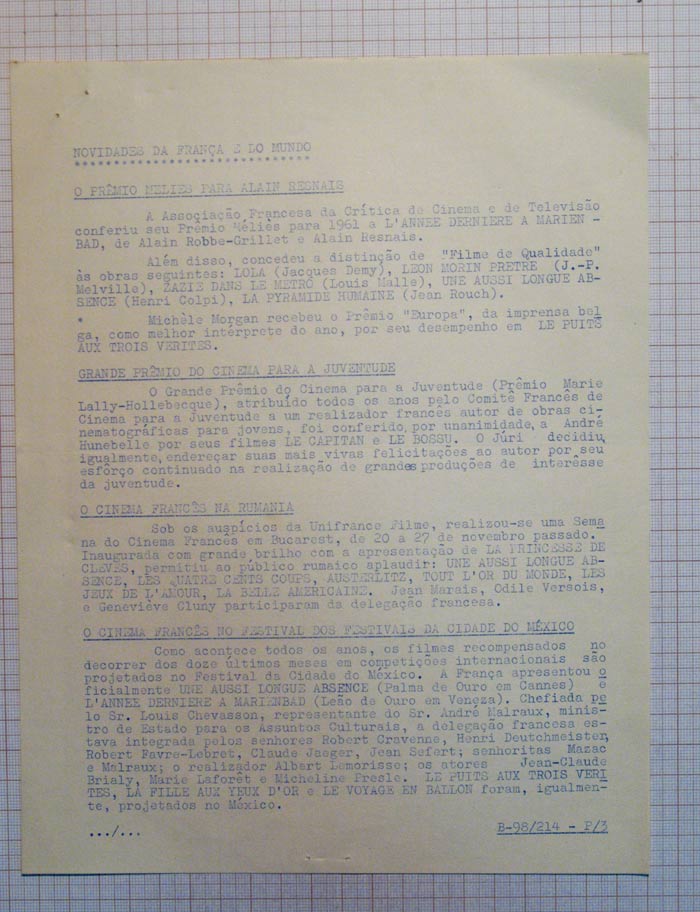 NOVIDADES DA FRANÇA E DO MUNDO
O PRÊMIO MELIES PARA ALAIN RESNAIS
A Associação Francesa da Crítica de Cinema e de Televisão
conferiu seu Prêmio Méliès para 1961 a L'ANNEE DERNIERE A MARIEN -
BAD, de Alain Robbe-Grillet e Alain Resnais.
Além disso, concedeu a distinção de "Filme de Qualidade"
às obras seguintes: LOLA (Jacques Demy), LEON MORIN PRETRE (J.-P.
Melville), ZAZIE DANS LE METRÔ (Louis Malle), UNE AUSSI LONGUE AB-
SENCE (Henri Colpi), LA PYRAMIDE HUMAINE (Jean Rouch).
* Michèle Morgan recebeu o Prêmio "Europa", da imprensa bel
ga, como melhor intérprete do ano, por seu desempenho em LE PUITS
AUX TROIS VERITES.
GRANDE PRÊMIO DO CINEMA PARA A JUVENTUDE
O Grande Prêmio do Cinema para a Juventude (Prêmio Marie
Lally-Hollebecque), atribuído todos os anos pelo Comitê Francês de
Cinema para a Juventude a um realizador francês autor de obras ci-
nematográficas para jovens, foi conferido, por unanimidade, a André
Hunebelle por seus filmes LE CAPITAN e LE BOSSU. O Júri decidiu,
igualmente, endereçar suas mais vivas felicitações ao autor por seu
esfôrço continuado na realização de grandes produções de interêsse
da juventude.
O CINEMA FRANCÊS NA RUMANIA
Sob os auspícios da Unifrance Filme, realizou-se uma Sema
na do Cinema Francês em Bucarest, de 20 a 27 de novembro passado.
Inaugurada com grande brilho com a apresentação de LA PRINCESSE DE
CLEVES, permitiu ao público rumaico aplaudir: UNE AUSSI LONGUE AB-
SENCE, LES QUATRE CENTS COUPS, AUSTERLITZ, TOUT L'OR DU MONDE, LES
JEUX DE L'AMOUR, LA BELLE AMERICAINE. Jean Marais, Odile Versois,
e Geneviève Cluny participaram da delegação francesa.
O CINEMA FRANCÊS NO FESTIVAL DOS FESTIVAIS DA CIDADE DO MÉXICO
Como acontece todos os anos, os filmes recompensados no
decorrer dos doze últimos meses em competições internacionais são
projetados no Festival da Cidade do México. A França apresentou o
ficialmente UNE AUSSI LONGUE ABSENCE (Palma de Ouro em Cannes) e
L'ANNEE DERNIERE A MARIENBAD (Leão de Ouro em Veneza). Chefiada pe
lo Sr. Louis Chevasson, representante do Sr. André Malraux, minis-
tro de Estado para os Assuntos Culturais, a delegação francesa es-
tava integrada pelos senhores Robert Cravenne, Henri Deutchmeister,
Robert Favre-Lebret, Claude Jaeger, Jean Sefert; senhoritas Mazac
e Malraux; o realizador Albert Lemorisse; os atores Jean-Claude
Brialy, Marie Laforêt e Micheline Presle. LE PUITS AUX TROIS VERI
TES, LA FILLE AUX YEUX D'OR e LE VOYAGE EN BALLON foram, igualmen-
te, projetados no México.
.../...
B-98/214 - P/3